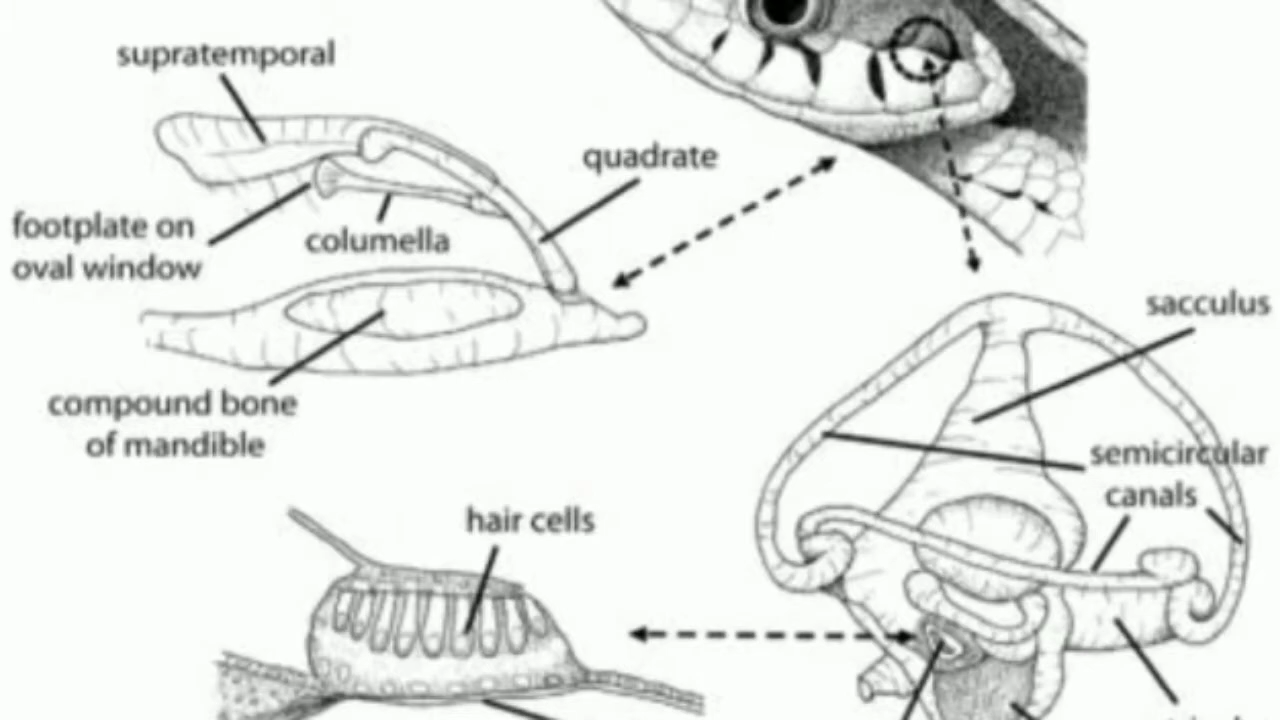 supratemporal
quadrate
footplate on
oval window
columella
sacculus
compound bone
of mandible
semicircular
canals
hair cells